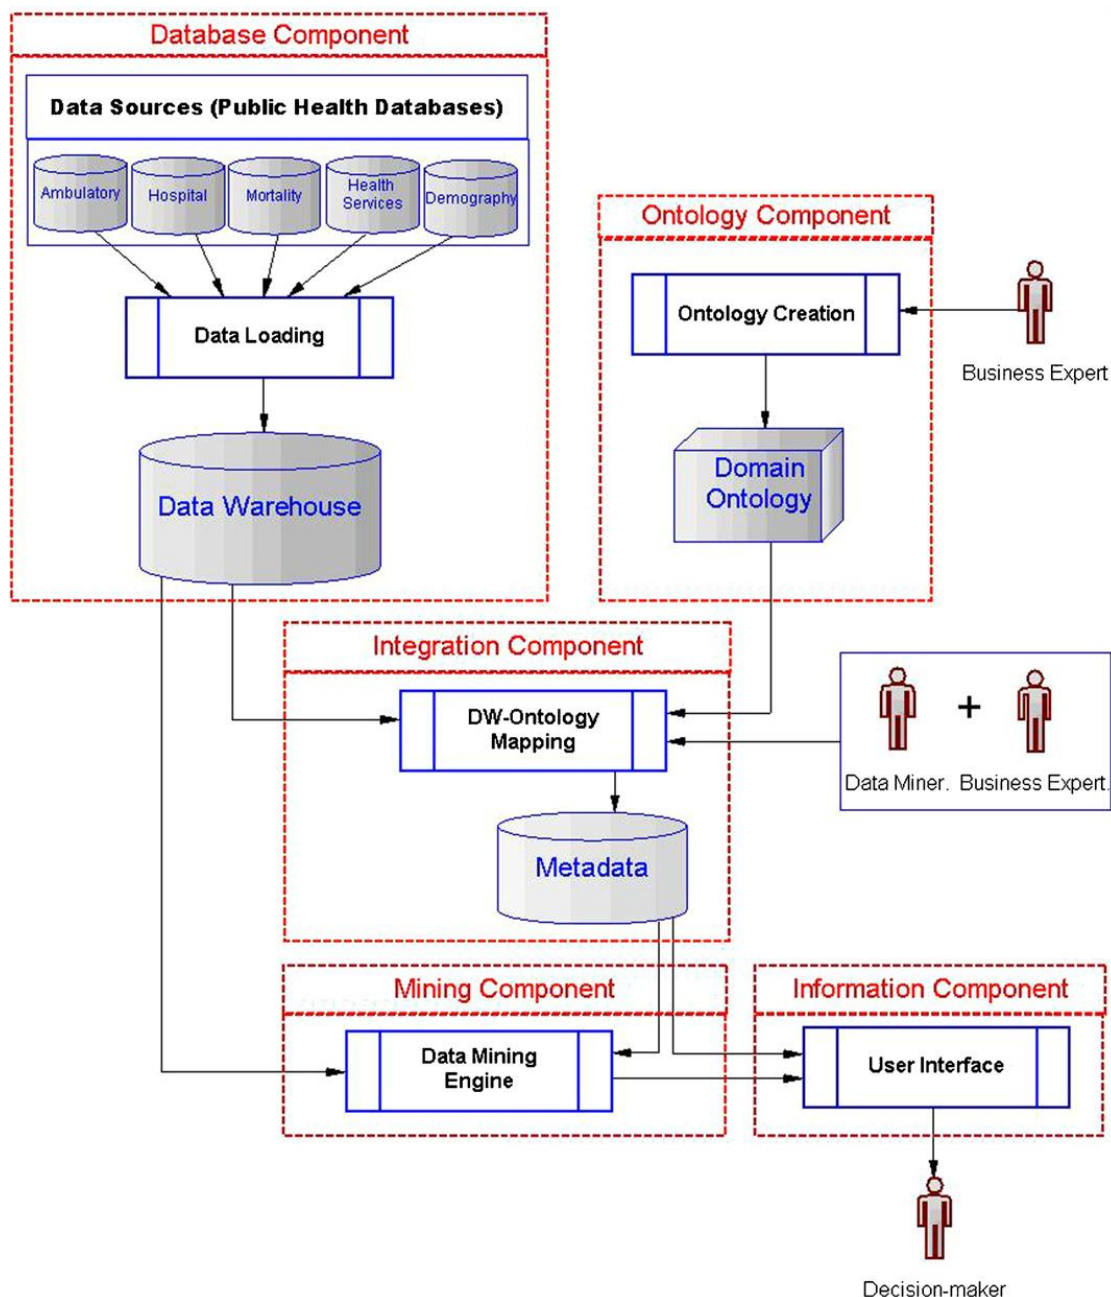 Database Component
Data Sources (Public Health Databases)
Ambulatory
Hospital
Mortality
Health
Services
Demography
Data Loading
Data Warehouse
Ontology Component
Ontology Creation
Business Expert
Domain
Ontology
Integration Component
DW-Ontology
Mapping
+
Data Miner.
Business Expert.
Metadata
Mining Component
Data Mining
Engine
Information Component
User Interface
Decision-maker